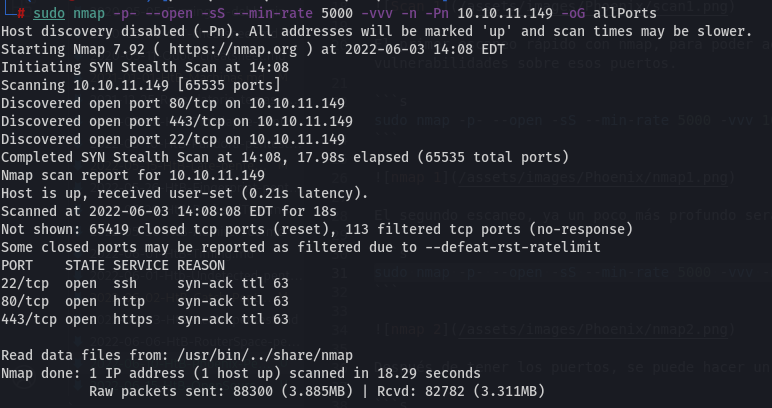 # sudo nmap -p- --open -sS --min-rate 5000 -vvv -n -Pn 10.10.11.149 -oG allPorts
Host discovery disabled (-Pn). All addresses will be marked 'up' and scan times may be slower.
Starting Nmap 7.92 ( https://nmap.org ) at 2022-06-03 14:08 EDT
Initiating SYN Stealth Scan at 14:08
Scanning 10.10.11.149 [65535 ports]
Discovered open port 80/tcp on 10.10.11.149
Discovered open port 443/tcp on 10.10.11.149
Discovered open port 22/tcp on 10.10.11.149
Completed SYN Stealth Scan at 14:08, 17.98s elapsed (65535 total ports)
Nmap scan report for 10.10.11.149
Host is up, received user-set (0.21s latency).
Scanned at 2022-06-03 14:08:08 EDT for 18s
Not shown: 65419 closed tcp ports (reset), 113 filtered tcp ports (no-response)
Some closed ports may be reported as filtered due to --defeat-rst-ratelimit
PORT    STATE SERVICE REASON
22/tcp  open  ssh     syn-ack ttl 63
80/tcp  open  http    syn-ack ttl 63
443/tcp open  https   syn-ack ttl 63
Read data files from: /usr/bin/../share/nmap
Nmap done: 1 IP address (1 host up) scanned in 18.29 seconds
Raw packets sent: 88300 (3.885MB) | Rcvd: 82782 (3.311MB)